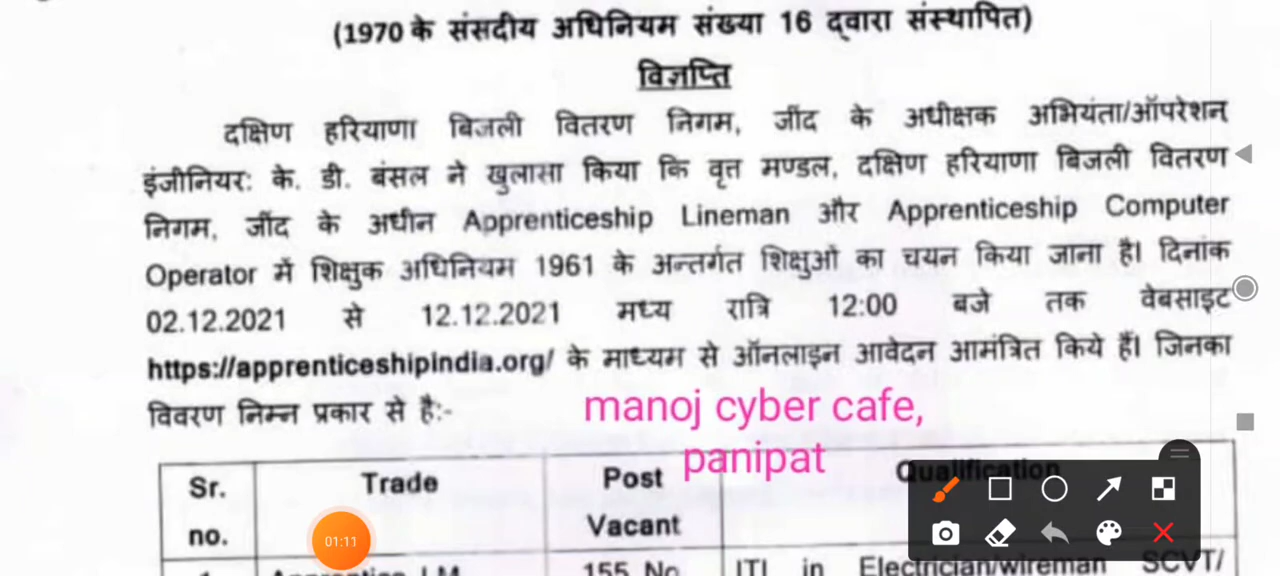 (1970 के संसदीय अधिनियम संख्या 16 द्वारा संस्थापित)
विज्ञप्ति
दक्षिण हरियाणा बिजली वितरण निगम, जींद के अधीक्षक अभियंता/ऑपरेशन
इंजीनियर: के. डी. बंसल ने खुलासा किया कि वृत्त मण्डल, दक्षिण हरियाणा बिजली वितरण
निगम, जींद के अधीन Apprenticeship Lineman और Apprenticeship Computer
Operator में शिक्षुक अधिनियम 1961 के अन्तर्गत शिक्षुओं का चयन किया जाना है। दिनांक
02.12.2021 से 12.12.2021 मध्य रात्रि 12:00 बजे तक वेबसाइट
https://apprenticeshipindia.org/ के माध्यम से ऑनलाइन आवेदन आमंत्रित किये हैं। जिनका
विवरण निम्न प्रकार से है:-
manoj cyber cafe,
panipat
Sr. no. Trade Post Vacant Qualification
01:11
155 No ITI in Electrician/wireman SCVT/